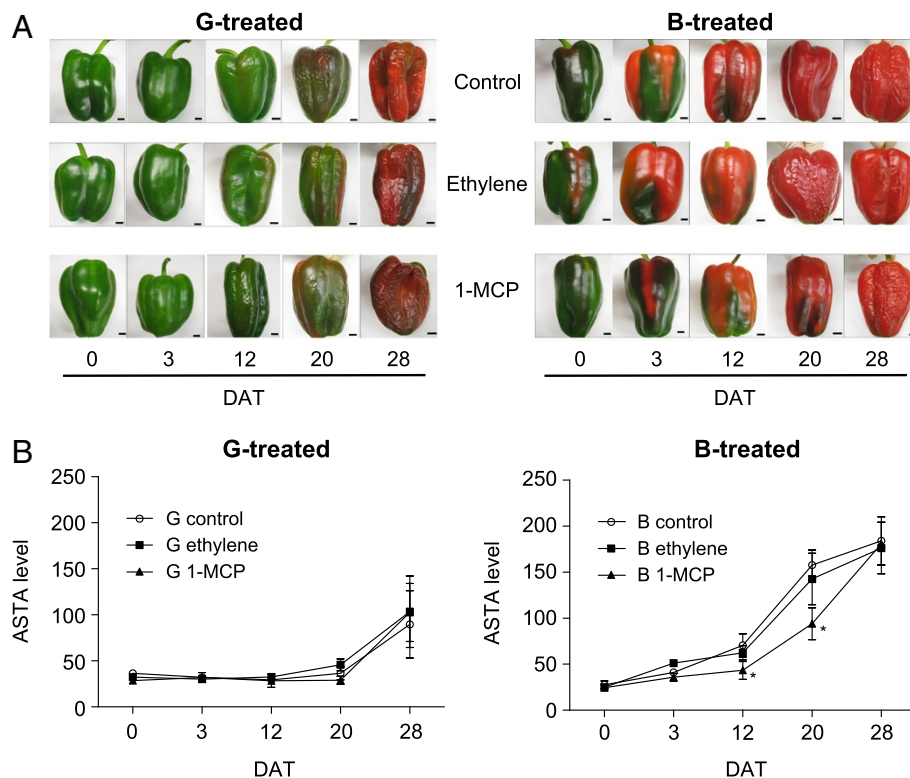 A
G-treated
B-treated
Control
Ethylene
1-MCP
0 3 12 20 28
0 3 12 20 28
DAT
DAT
B
G-treated
B-treated
250
200
150
100
50
0
ASTA level
G control
G ethylene
G 1-MCP
0 3 12 20 28
DAT
250
200
150
100
50
0
ASTA level
B control
B ethylene
B 1-MCP
*
*
0 3 12 20 28
DAT